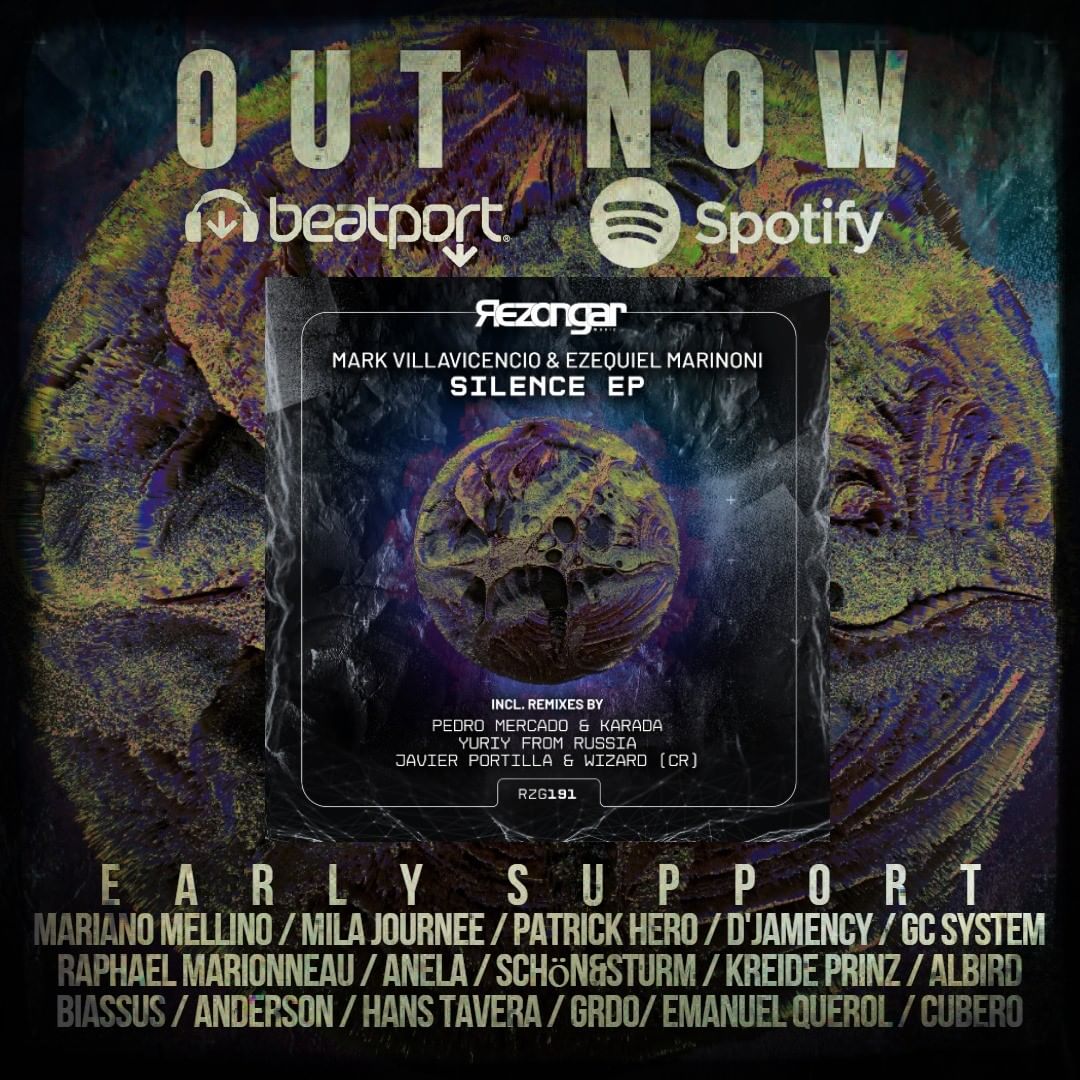 OUT NOW
beatport® Spotify
Rezongar
MUSIC
MARK VILLAVICENCIO & EZEQUIEL MARINONI
SILENCE EP
INCL. REMIXES BY
PEDRO MERCADO & KARADA
YURIY FROM RUSSIA
JAVIER PORTILLA & WIZARD [CR]
RZG191
EARLY SUPPORT
MARIANO MELLINO / MILA JOURNEE / PATRICK HERO / D'JAMENCY / GC SYSTEM
RAPHAEL MARIONNEAU / ANELA / SCHöN&STURM / KREIDE PRINZ / ALBIRD
BIASSUS / ANDERSON / HANS TAVERA / GRDO/ EMANUEL QUEROL / CUBERO